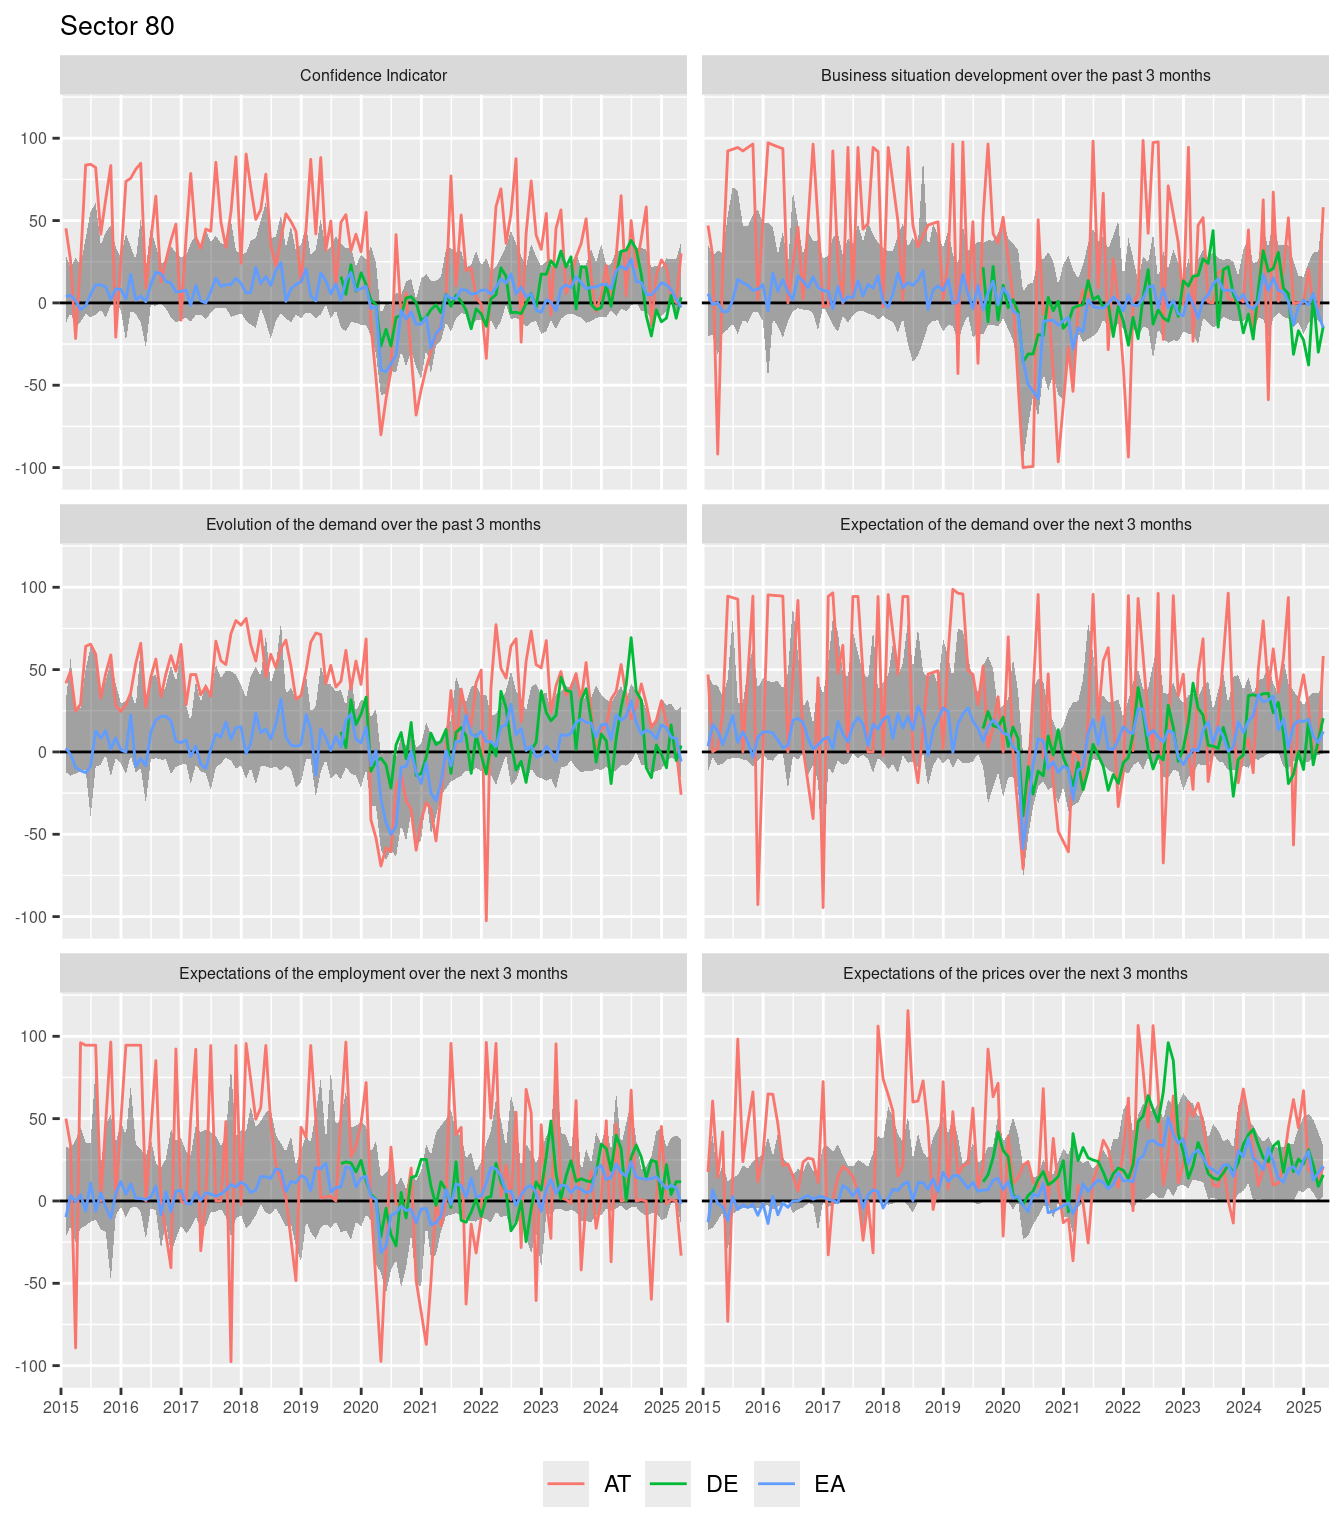 Sector 80
Confidence Indicator
Business situation development over the past 3 months
100
50
0
-50
-100
Evolution of the demand over the past 3 months
Expectation of the demand over the next 3 months
100
50
0
-50
-100
Expectations of the employment over the next 3 months
Expectations of the prices over the next 3 months
100
50
0
-50
-100
2015 2016 2017 2018 2019 2020 2021 2022 2023 2024 2025
2015 2016 2017 2018 2019 2020 2021 2022 2023 2024 2025
AT DE EA